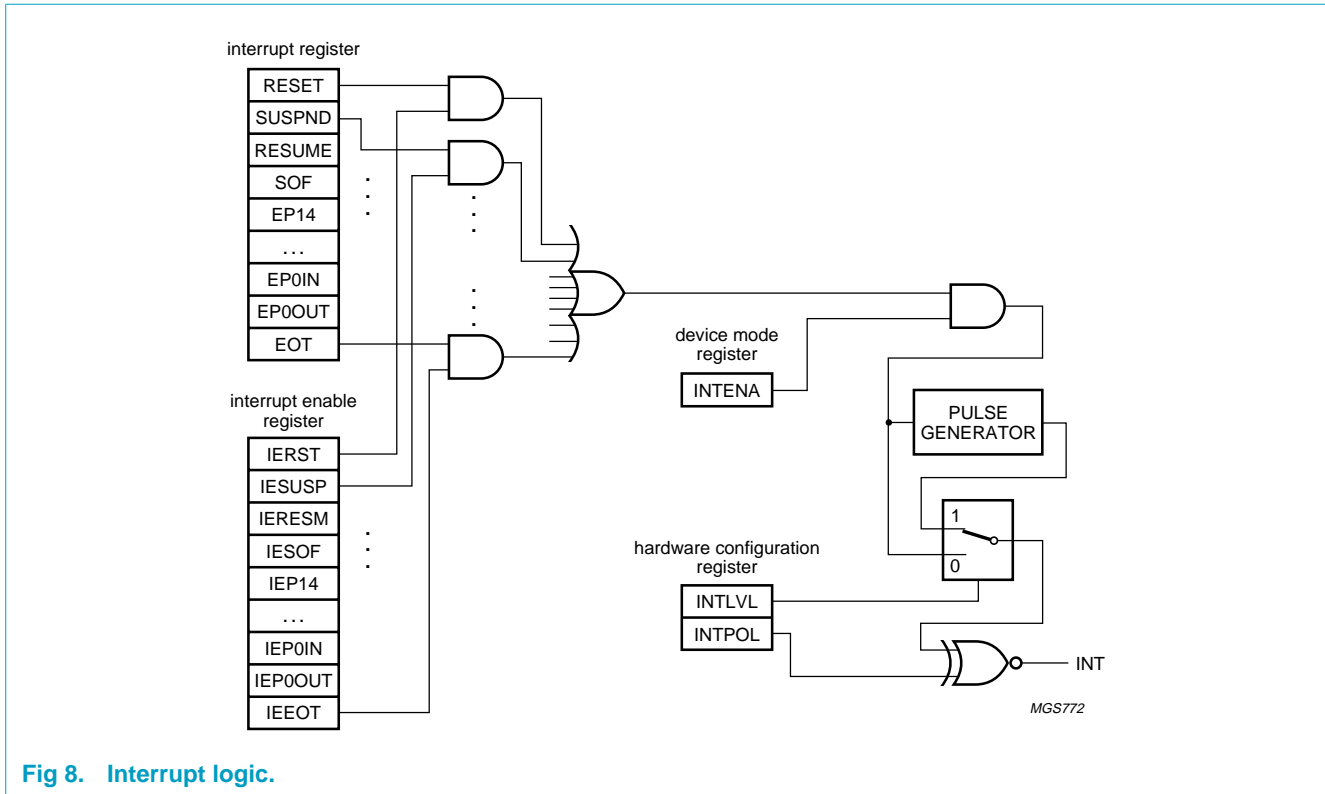 interrupt register
RESET
SUSPND
RESUME
SOF
EP14
...
EP0IN
EP0OUT
EOT
interrupt enable
register
IERST
IESUSP
IERESM
IESOF
IEP14
...
IEP0IN
IEP0OUT
IEEOT
device mode
register
INTENA
PULSE
GENERATOR
1
0
hardware configuration
register
INTLVL
INTPOL
INT
MGS772
Fig 8. Interrupt logic.